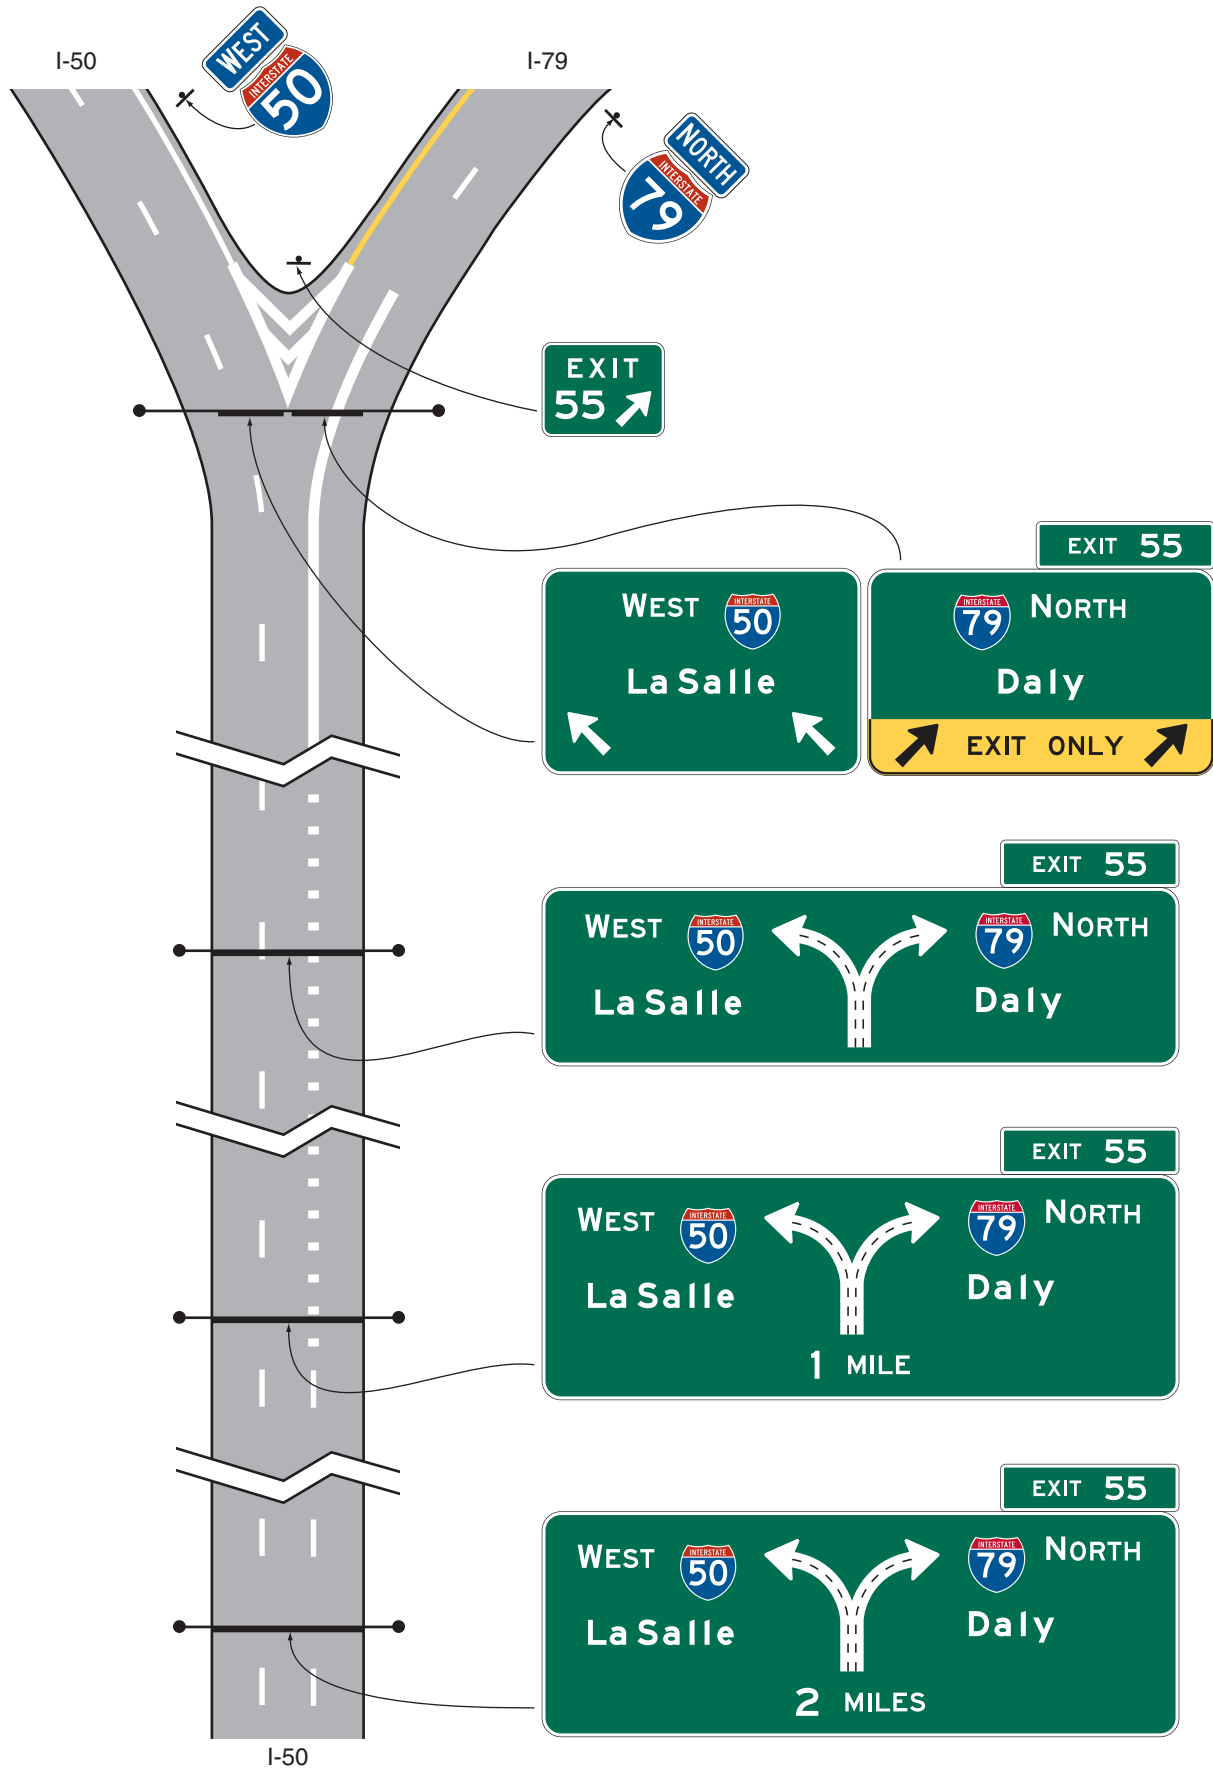 I-50
WEST
INTERSTATE
50
I-79
NORTH
INTERSTATE
79
EXIT
55
EXIT 55
WEST INTERSTATE 50
La Salle
INTERSTATE 79 NORTH
Daly
EXIT ONLY
EXIT 55
WEST INTERSTATE 50
La Salle
INTERSTATE 79 NORTH
Daly
EXIT 55
WEST INTERSTATE 50
La Salle
INTERSTATE 79 NORTH
Daly
1 MILE
EXIT 55
WEST INTERSTATE 50
La Salle
INTERSTATE 79 NORTH
Daly
2 MILES
I-50